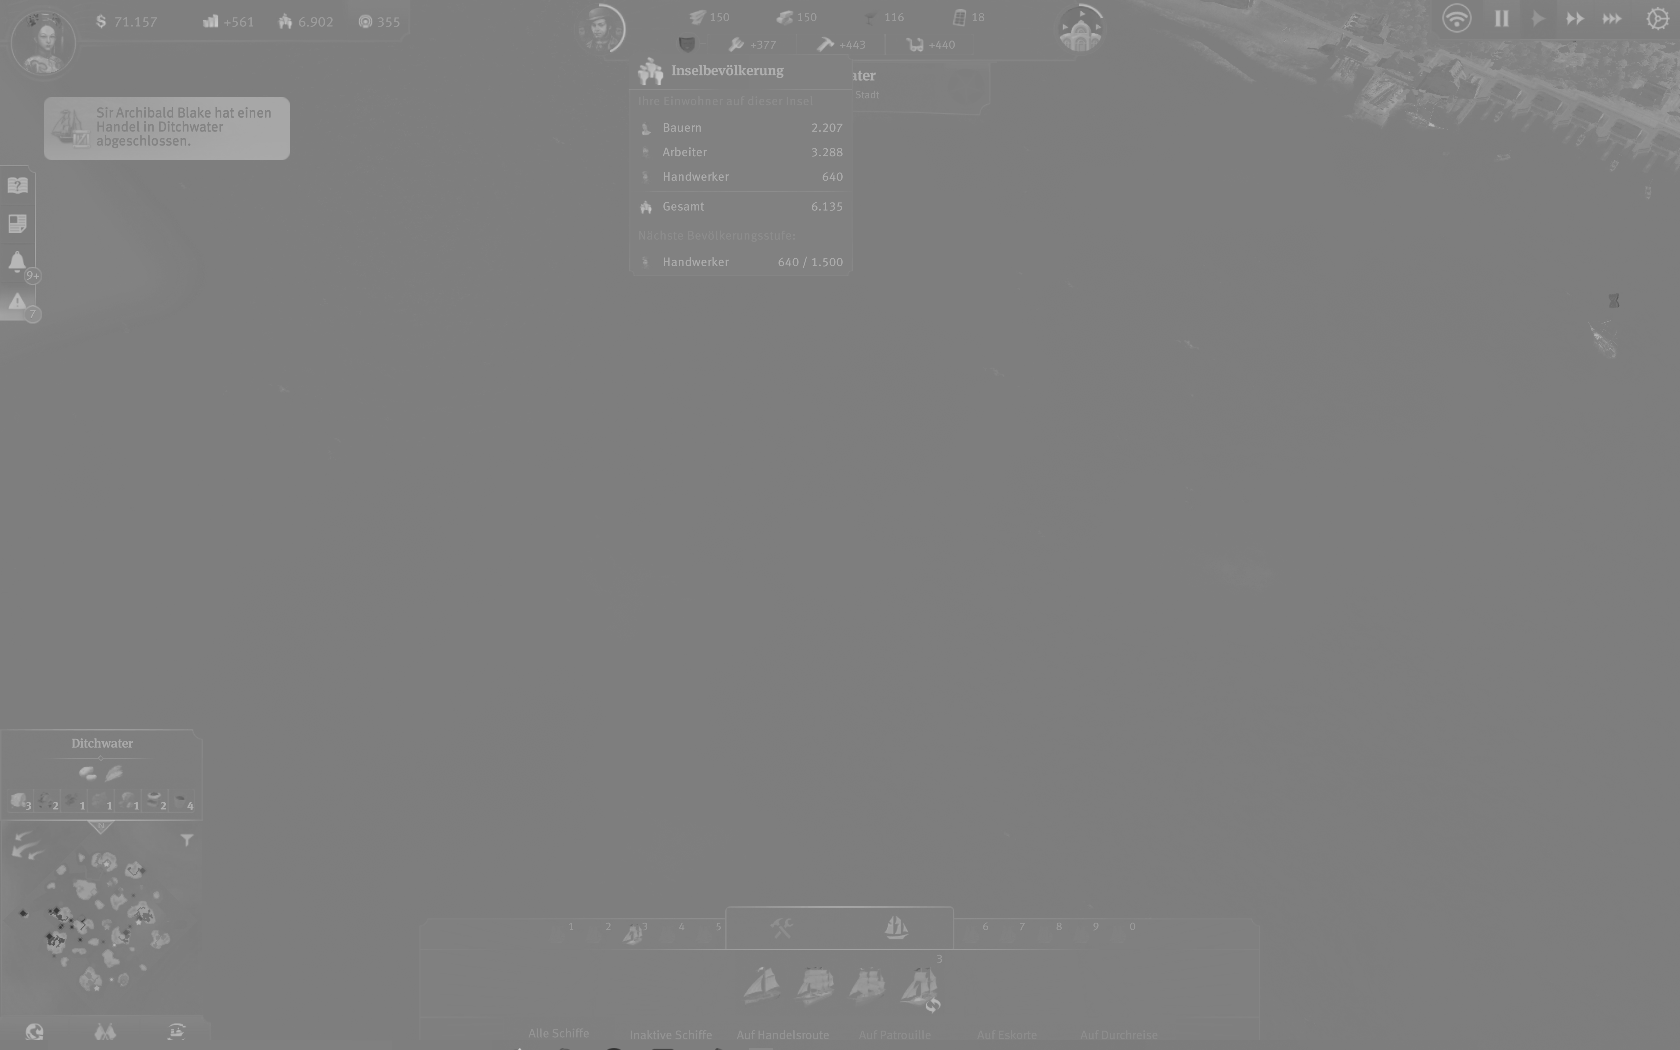 71.157 +561 6.902 355
150 150 116 18
+377 +443 +440
Inselbevölkerung
Ihre Einwohner auf dieser Insel
Bauern 2.207
Arbeiter 3.288
Handwerker 640
Gesamt 6.135
Nächste Bevölkerungsstufe:
Handwerker 640 / 1.500
ater
Stadt
Sir Archibald Blake hat einen
Handel in Ditchwater
abgeschlossen.
9+
7
Ditchwater
3 2 1 1 1 2 4
1 2 3 4 5 6 7 8 9 0
3
Alle Schiffe Inaktive Schiffe Auf Handelsroute Auf Patrouille Auf Eskorte Auf Durchreise